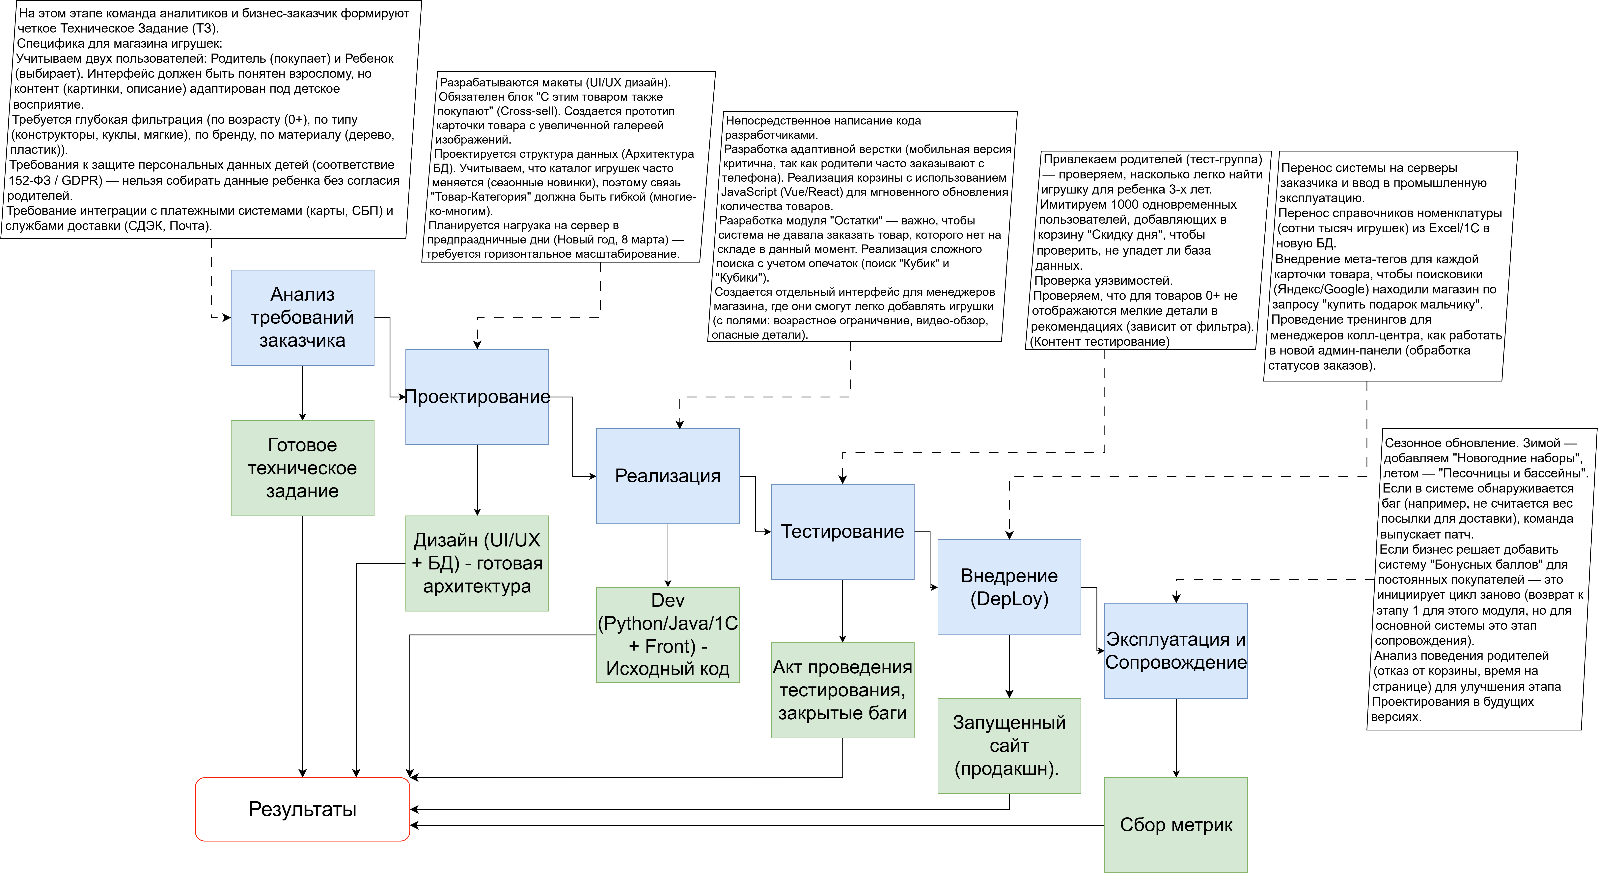 На этом этапе команда аналитиков и бизнес-заказчик формируют
четкое Техническое Задание (ТЗ).
Специфика для магазина игрушек:
Учитываем двух пользователей: Родитель (покупает) и Ребенок
(выбирает). Интерфейс должен быть понятен взрослому, но
контент (картинки, описание) адаптирован под детское
восприятие.
Требуется глубокая фильтрация (по возрасту (0+), по типу
(конструкторы, куклы, мягкие), по бренду, по материалу (дерево,
пластик)).
Требования к защите персональных данных детей (соответствие
152-ФЗ / GDPR) — нельзя собирать данные ребенка без согласия
родителей.
Требование интеграции с платежными системами (карты, СБП) и
службами доставки (СДЭК, Почта).
Разрабатываются макеты (UI/UX дизайн).
Обязателен блок "С этим товаром также
покупают" (Cross-sell). Создается прототип
карточки товара с увеличенной галереей
изображений.
Проектируется структура данных (Архитектура
БД). Учитываем, что каталог игрушек часто
меняется (сезонные новинки), поэтому связь
"Товар-Категория" должна быть гибкой (многие-
ко-многим).
Планируется нагрузка на сервер в
предпраздничные дни (Новый год, 8 марта) —
требуется горизонтальное масштабирование.
Непосредственное написание кода
разработчиками.
Разработка адаптивной верстки (мобильная версия
критична, так как родители часто заказывают с
телефона). Реализация корзины с использованием
JavaScript (Vue/React) для мгновенного обновления
количества товаров.
Разработка модуля "Остатки" — важно, чтобы
система не давала заказать товар, которого нет на
складе в данный момент. Реализация сложного
поиска с учетом опечаток (поиск "Кубик" и
"Кубики").
Создается отдельный интерфейс для менеджеров
магазина, где они смогут легко добавлять игрушки
(с полями: возрастное ограничение, видео-обзор,
опасные детали).
Привлекаем родителей (тест-группа)
— проверяем, насколько легко найти
игрушку для ребенка 3-х лет.
Имитируем 1000 одновременных
пользователей, добавляющих в
корзину "Скидку дня", чтобы
проверить, не упадет ли база
данных.
Проверка уязвимостей.
Проверяем, что для товаров 0+ не
отображаются мелкие детали в
рекомендациях (зависит от фильтра).
(Контент тестирование)
Перенос системы на серверы
заказчика и ввод в промышленную
эксплуатацию.
Перенос справочников номенклатуры
(сотни тысяч игрушек) из Excel/1С в
новую БД.
Внедрение мета-тегов для каждой
карточки товара, чтобы поисковики
(Яндекс/Google) находили магазин по
запросу "купить подарок мальчику".
Проведение тренингов для
менеджеров колл-центра, как работать
в новой админ-панели (обработка
статусов заказов).
Сезонное обновление. Зимой —
добавляем "Новогодние наборы",
летом — "Песочницы и бассейны".
Если в системе обнаруживается
баг (например, не считается вес
посылки для доставки), команда
выпускает патч.
Если бизнес решает добавить
систему "Бонусных баллов" для
постоянных покупателей — это
инициирует цикл заново (возврат к
этапу 1 для этого модуля, но для
основной системы это этап
сопровождения).
Анализ поведения родителей
(отказ от корзины, время на
странице) для улучшения этапа
Проектирования в будущих
версиях.
Анализ
требований
заказчика
Проектирование
Реализация
Тестирование
Внедрение
(DepLoy)
Эксплуатация и
Сопровождение
Готовое
техническое
задание
Дизайн (UI/UX
+ БД) - готовая
архитектура
Dev
(Python/Java/1С
+ Front) -
Исходный код
Акт проведения
тестирования,
закрытые баги
Запущенный
сайт
(продакшн).
Сбор метрик
Результаты